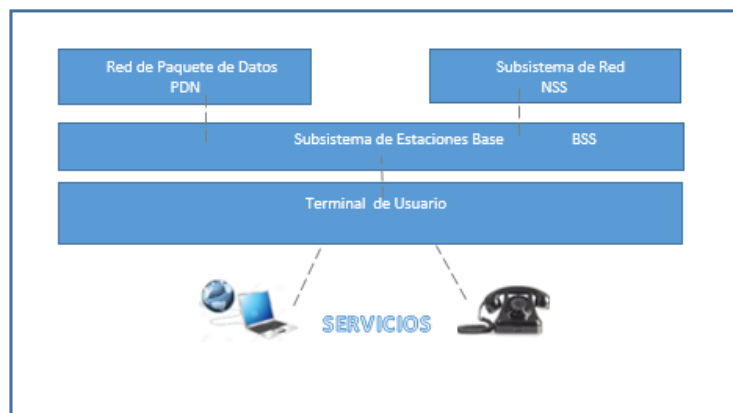 Red de Paquete de Datos
PDN
Subsistema de Red
NSS
Subsistema de Estaciones Base BSS
Terminal de Usuario
SERVICIOS